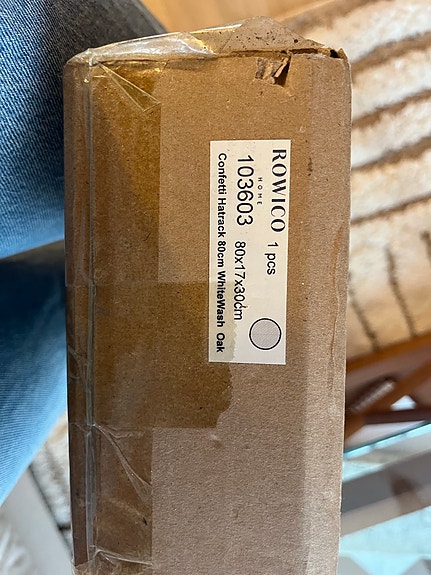 ROWICO
HOME
1 pcs
103603 80x17x30cm
Confetti Hatrack 80cm WhiteWash Oak